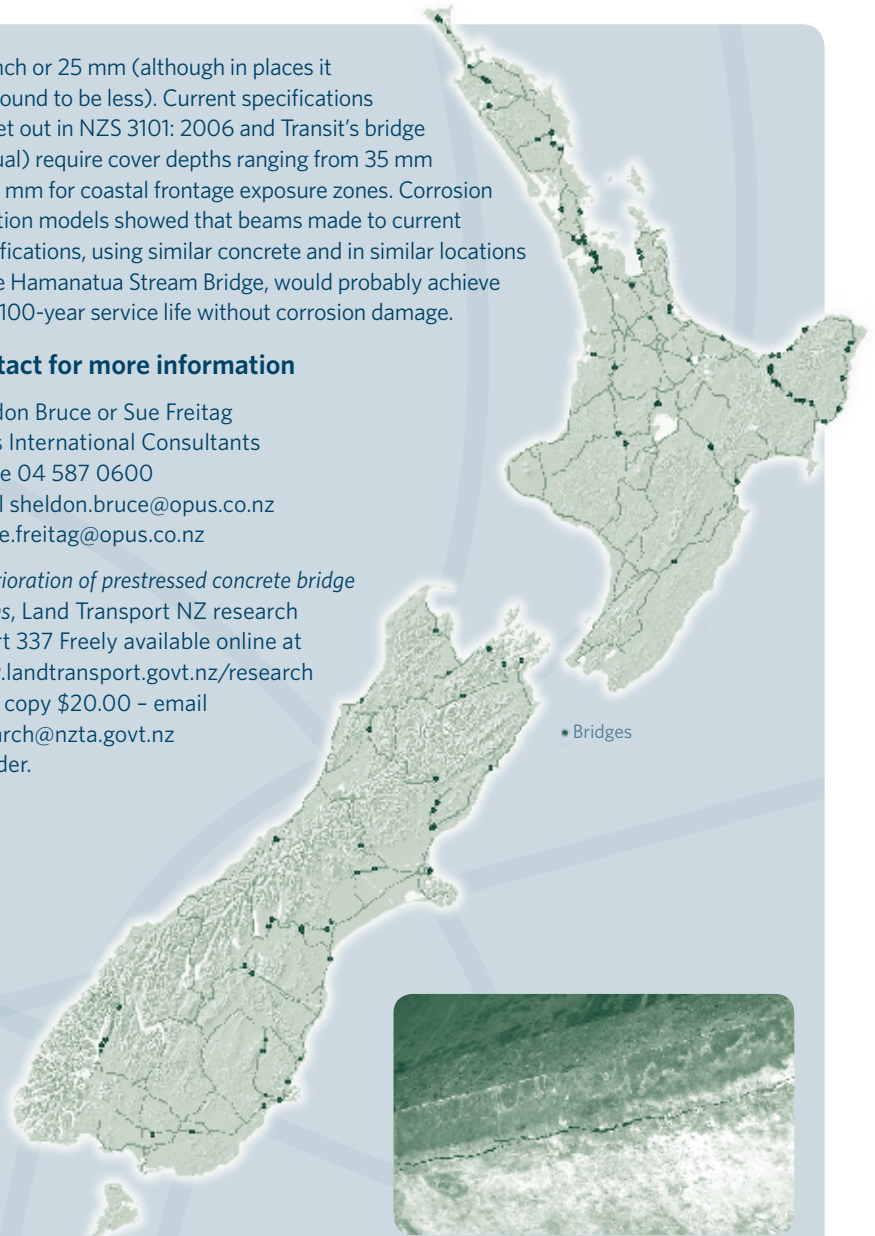 nch or 25 mm (although in places it
ound to be less). Current specifications
et out in NZS 3101: 2006 and Transit's bridge
ual) require cover depths ranging from 35 mm
mm for coastal frontage exposure zones. Corrosion
tion models showed that beams made to current
ifications, using similar concrete and in similar locations
e Hamanatua Stream Bridge, would probably achieve
100-year service life without corrosion damage.
tact for more information
don Bruce or Sue Freitag
s International Consultants
e 04 587 0600
l sheldon.bruce@opus.co.nz
e.freitag@opus.co.nz
rioration of prestressed concrete bridge
s, Land Transport NZ research
rt 337 Freely available online at
.landtransport.govt.nz/research
copy $20.00 – email
arch@nzta.govt.nz
der.
Bridges